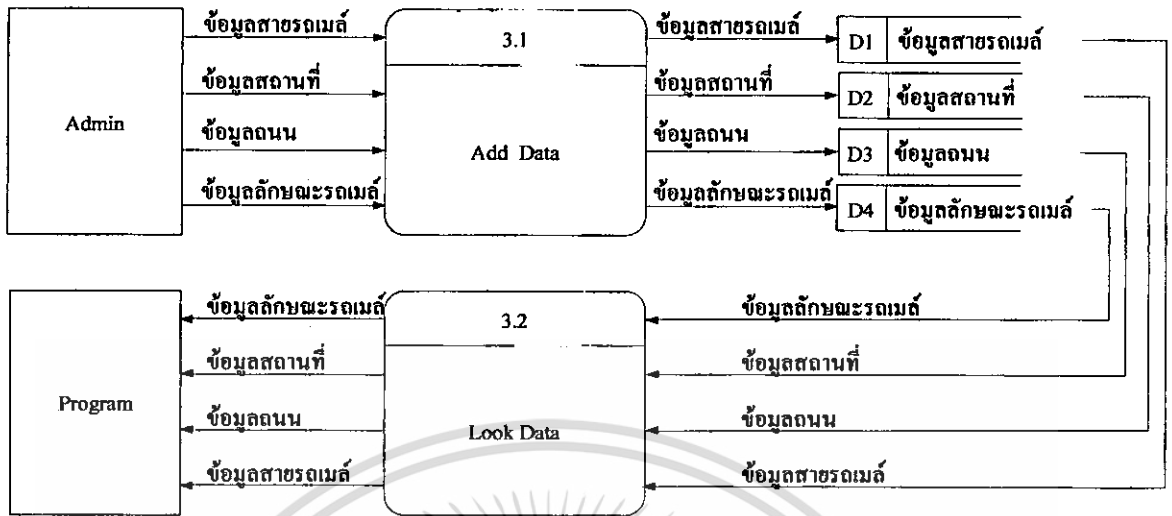 Admin
ข้อมูลสายรถเมล์
ข้อมูลสถานที่
ข้อมูลถนน
ข้อมูลลักษณะรถเมล์
3.1
Add Data
ข้อมูลสายรถเมล์
ข้อมูลสถานที่
ข้อมูลถนน
ข้อมูลลักษณะรถเมล์
D1 ข้อมูลสายรถเมล์
D2 ข้อมูลสถานที่
D3 ข้อมูลถนน
D4 ข้อมูลลักษณะรถเมล์
Program
ข้อมูลลักษณะรถเมล์
ข้อมูลสถานที่
ข้อมูลถนน
ข้อมูลสายรถเมล์
3.2
Look Data
ข้อมูลลักษณะรถเมล์
ข้อมูลสถานที่
ข้อมูลถนน
ข้อมูลสายรถเมล์